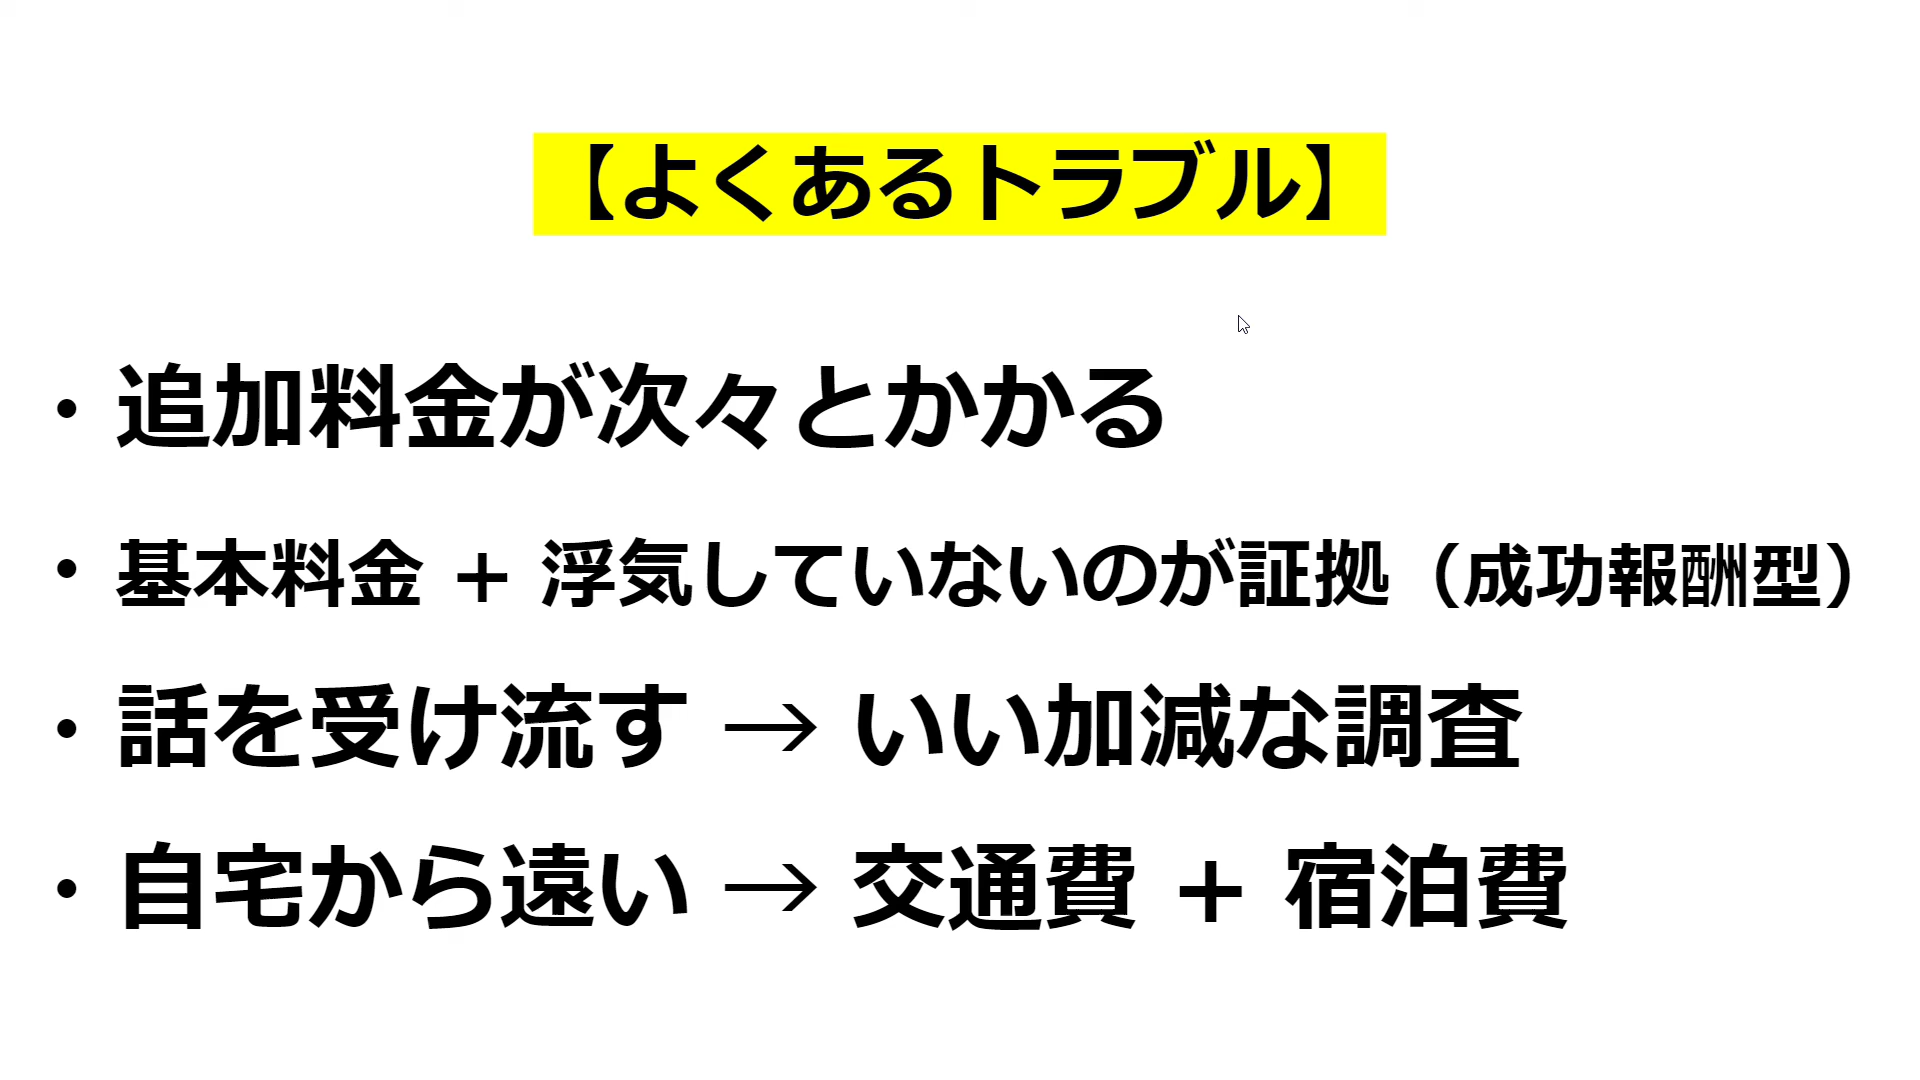 【よくあるトラブル】
・追加料金が次々とかかる
・基本料金 + 浮気していないのが証拠（成功報酬型）
・話を受け流す → いい加減な調査
・自宅から遠い → 交通費 + 宿泊費